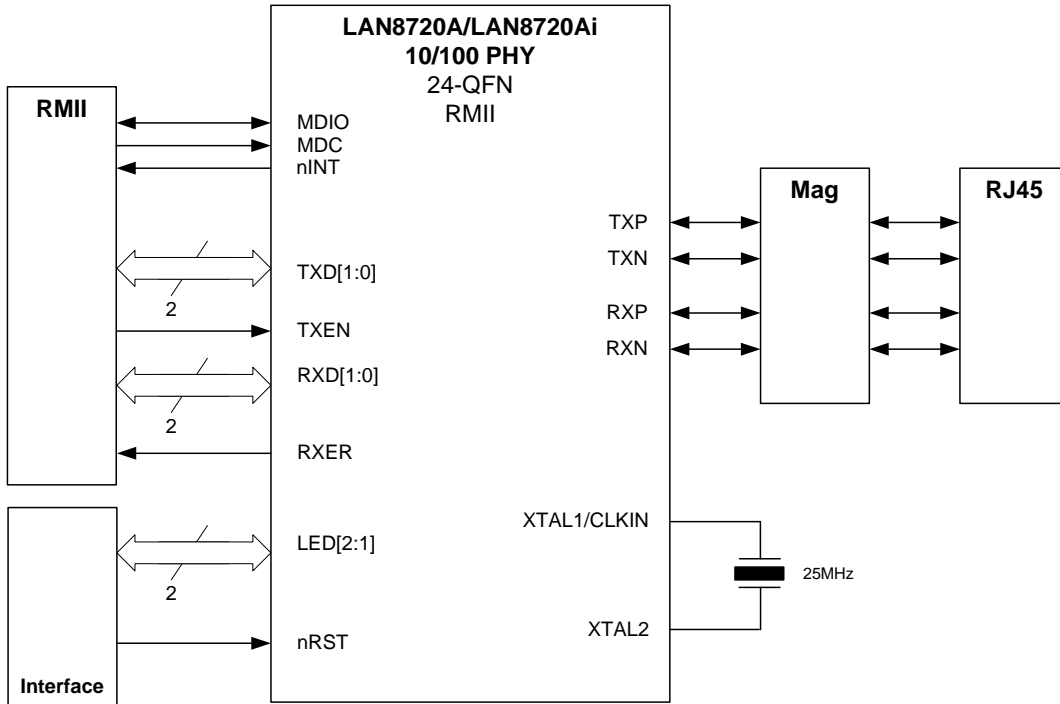 LAN8720A/LAN8720Ai
10/100 PHY
24-QFN
RMII
RMII
MDIO
MDC
nINT
TXD[1:0]
2
TXEN
RXD[1:0]
2
RXER
LED[2:1]
2
nRST
Interface
TXP
TXN
RXP
RXN
Mag
RJ45
XTAL1/CLKIN
25MHz
XTAL2